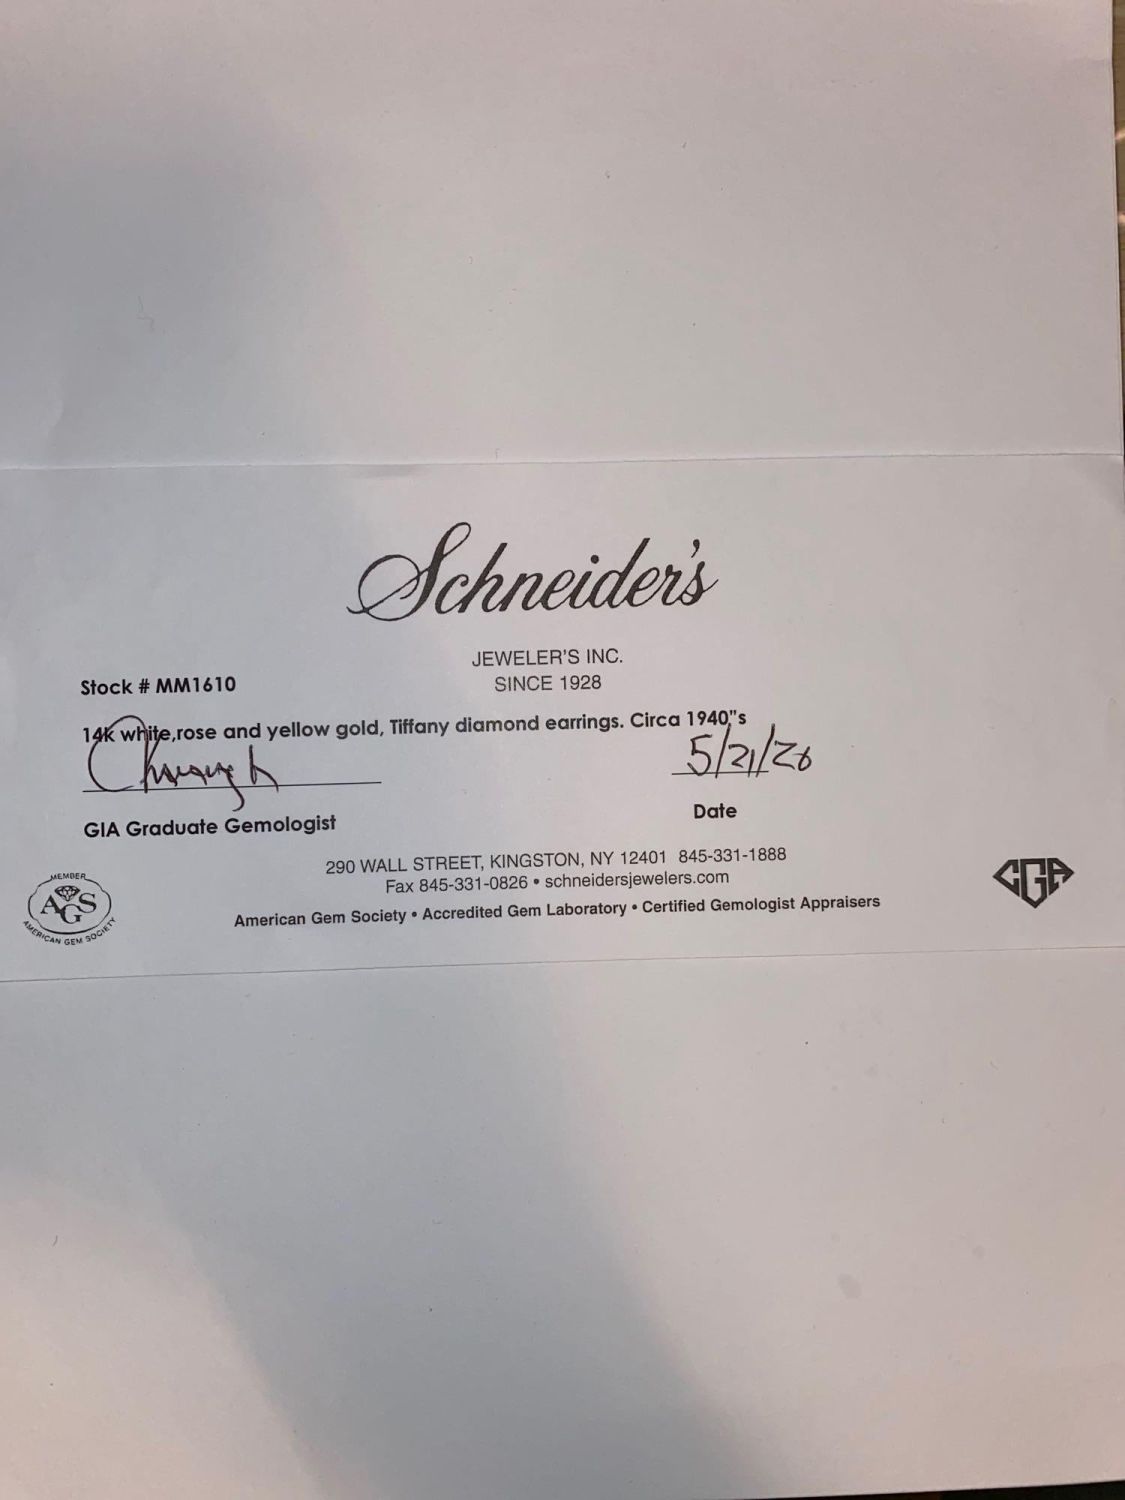 Schneider's
JEWELER'S INC.
SINCE 1928
Stock # MM1610
14K white,rose and yellow gold, Tiffany diamond earrings. Circa 1940"s
5/21/20
GIA Graduate Gemologist
Date
290 WALL STREET, KINGSTON, NY 12401 845-331-1888
Fax 845-331-0826 • schneidersjewelers.com
American Gem Society • Accredited Gem Laboratory • Certified Gemologist Appraisers
MEMBER
AGS
AMERICAN GEM SOCIETY
CGA